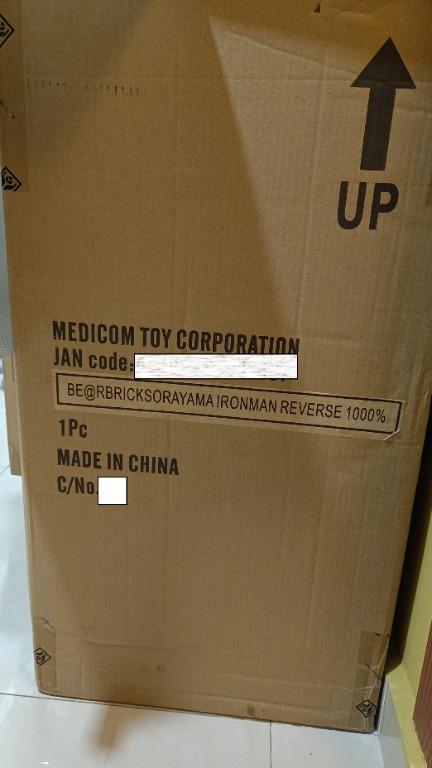 UP
MEDICOM TOY CORPORATION
JAN code:
BE@RBRICKSORAYAMA IRONMAN REVERSE 1000%
1Pc
MADE IN CHINA
C/No.